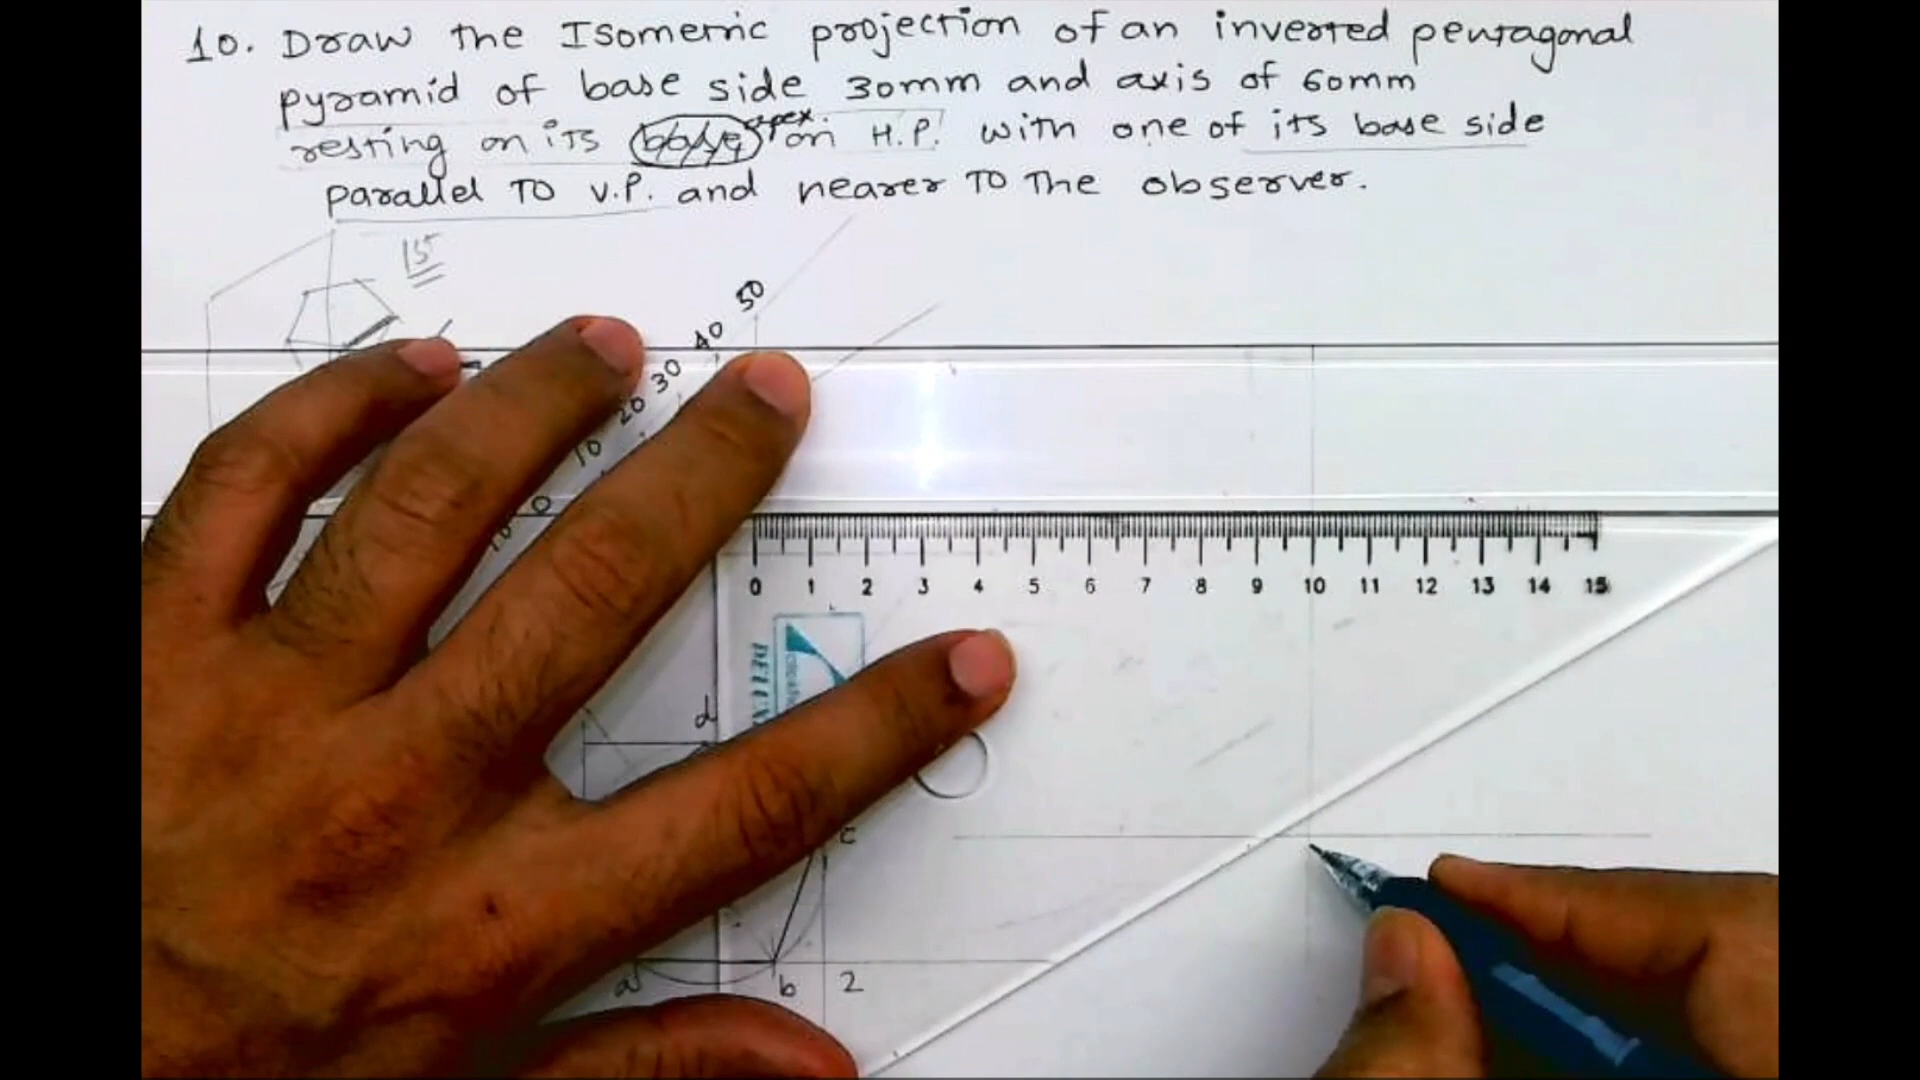 10. Draw the Isometric projection of an inverted pentagonal
pyramid of base side 30mm and axis of 60mm
apex.
resting on its base on H.P. with one of its base side
parallel TO V.P. and nearer TO The observer.
15
50
40
30
20
10
0
10
0 1 2 3 4 5 6 7 8 9 10 11 12 13 14 15
d
c
a b 2